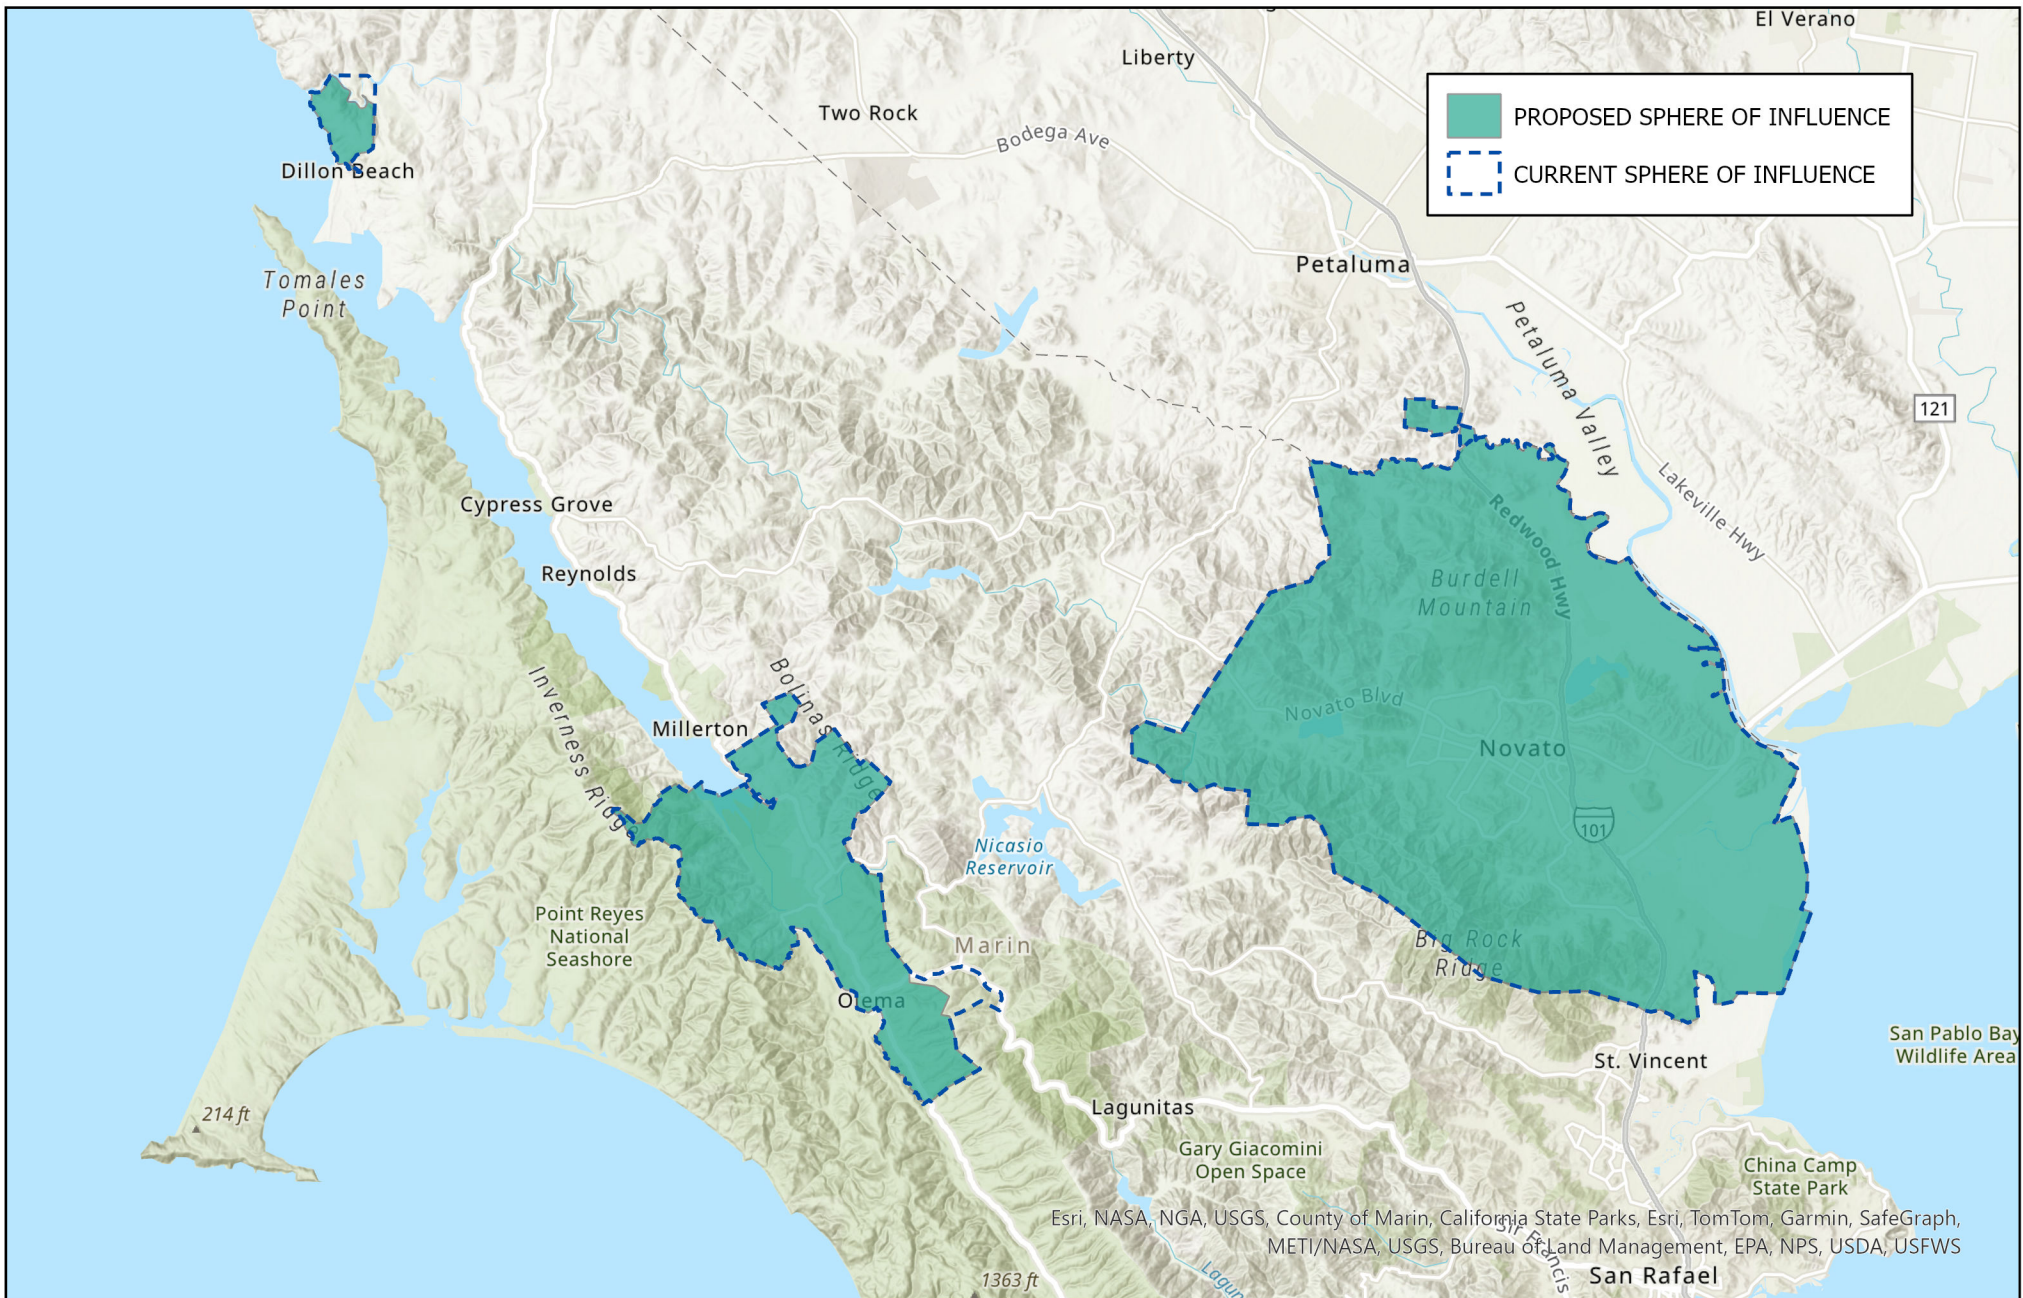 El Verano
Liberty
PROPOSED SPHERE OF INFLUENCE
CURRENT SPHERE OF INFLUENCE
Two Rock
Bodega Ave
Dillon Beach
Petaluma
Tomales
Point
Petaluma Valley
121
Lakeville Hwy
Cypress Grove
Redwood Hwy
Reynolds
Burdell
Mountain
Bolinas Ridge
Inverness Ridge
Novato Blvd
Millerton
Novato
101
Nicasio
Reservoir
Point Reyes
National
Seashore
Marin
Big Rock
Ridge
Olema
San Pablo Bay
Wildlife Area
St. Vincent
214 ft
Lagunitas
Gary Giacomini
Open Space
China Camp
State Park
Esri, NASA, NGA, USGS, County of Marin, California State Parks, Esri, TomTom, Garmin, SafeGraph,
METI/NASA, USGS, Bureau of Land Management, EPA, NPS, USDA, USFWS
Sir Francis
Lagun
1363 ft
San Rafael